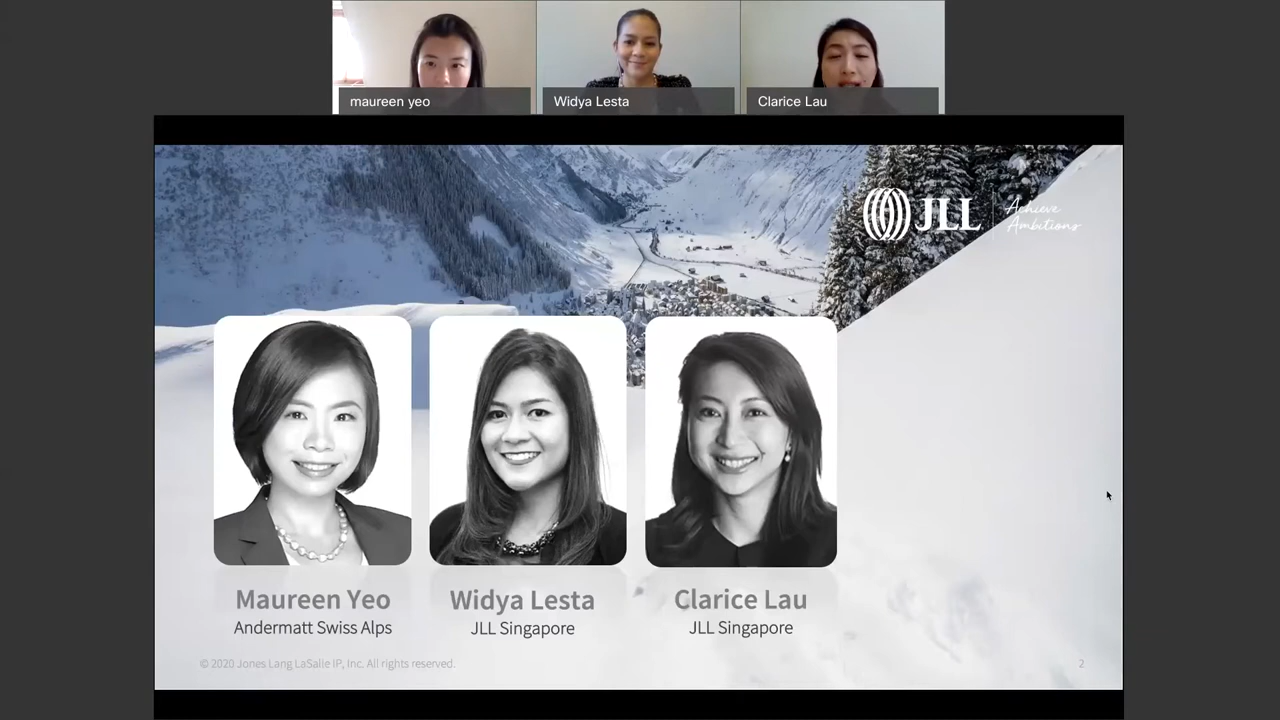 maureen yeo
Widya Lesta
Clarice Lau
JLL
Achieve
Ambitions
Maureen Yeo
Andermatt Swiss Alps
Widya Lesta
JLL Singapore
Clarice Lau
JLL Singapore
© 2020 Jones Lang LaSalle IP, Inc. All rights reserved.
2